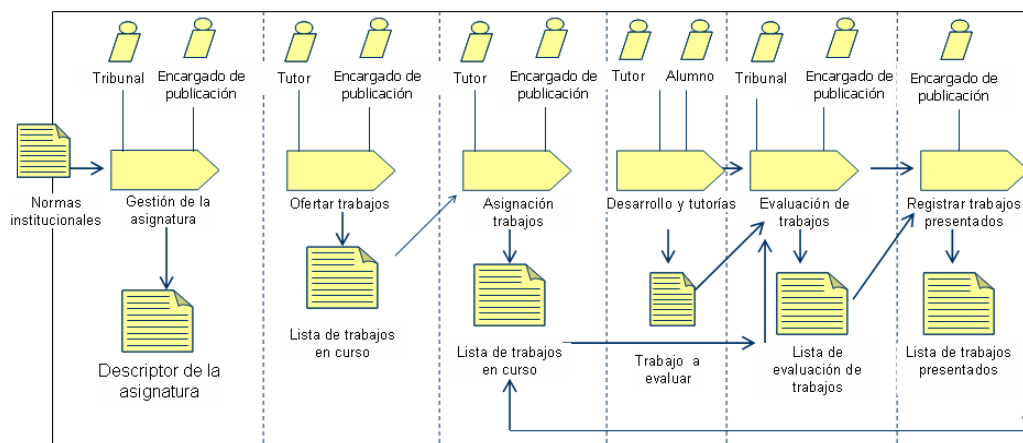 Tribunal
Encargado de
publicación
Tutor
Encargado de
publicación
Tutor
Encargado de
publicación
Tutor
Alumno
Tribunal
Encargado de
publicación
Encargado de
publicación
Normas
institucionales
Gestión de la
asignatura
Ofertar trabajos
Asignación
trabajos
Desarrollo y tutorías
Evaluación de
trabajos
Registrar trabajos
presentados
Descriptor de la
asignatura
Lista de trabajos
en curso
Lista de trabajos
en curso
Trabajo a
evaluar
Lista de
evaluación de
trabajos
Lista de trabajos
presentados